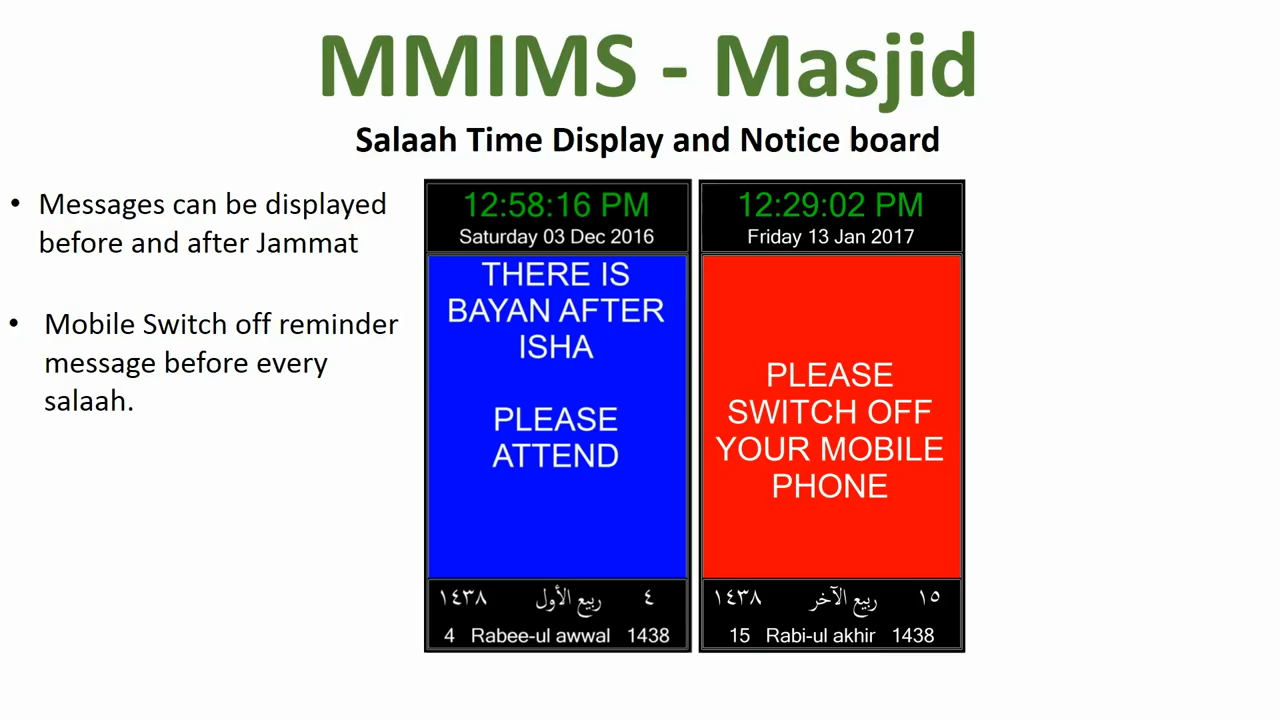 MMIMS - Masjid
Salaah Time Display and Notice board
• Messages can be displayed
before and after Jammat
• Mobile Switch off reminder
message before every
salaah.
12:58:16 PM
Saturday 03 Dec 2016
THERE IS
BAYAN AFTER
ISHA
PLEASE
ATTEND
٤ ربيع الأول ١٤٣٨
4 Rabee-ul awwal 1438
12:29:02 PM
Friday 13 Jan 2017
PLEASE
SWITCH OFF
YOUR MOBILE
PHONE
١٥ ربيع الآخر ١٤٣٨
15 Rabi-ul akhir 1438